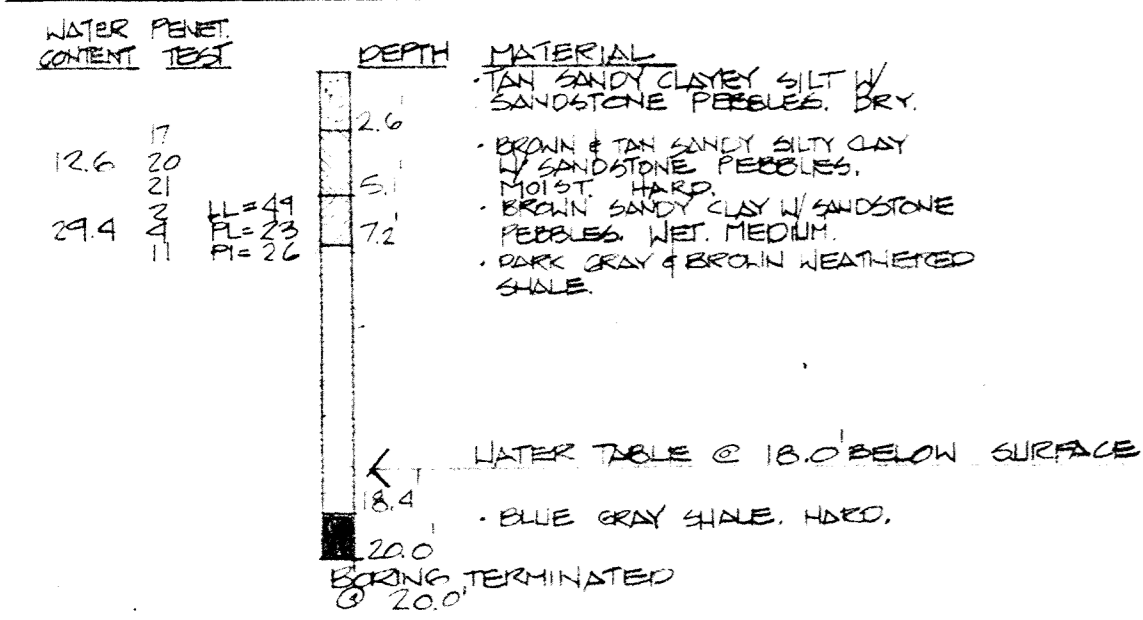 WATER PENET.
CONTENT TEST DEPTH MATERIAL
· TAN SANDY CLAYEY SILT W/
SANDSTONE PEBBLES. DRY.
2.6'
17
12.6 20
21
· BROWN & TAN SANDY SILTY CLAY
W/ SANDSTONE PEBBLES.
MOIST. HARD.
5.1'
2 LL=49
29.4 4 PL=23
11 PI=26
7.2'
· BROWN SANDY CLAY W/ SANDSTONE
PEBBLES. WET. MEDIUM.
· DARK GRAY & BROWN WEATHERED
SHALE.
WATER TABLE @ 18.0' BELOW SURFACE
18.4'
· BLUE GRAY SHALE. HARD.
20.0'
BORING TERMINATED
@ 20.0'